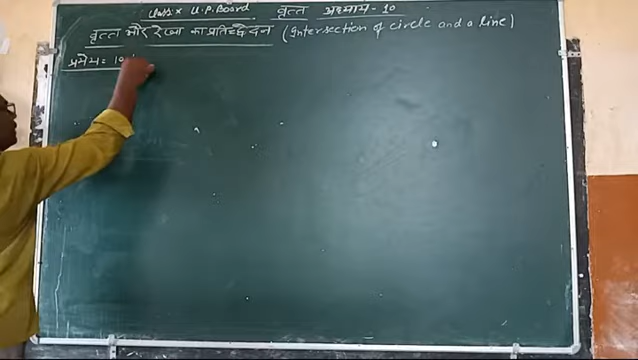 U.P. Board वृत्त अध्याय - 10
वृत्त और रेखा का प्रतिच्छेदन (Intersection of circle and a line)
प्रमेय = 10